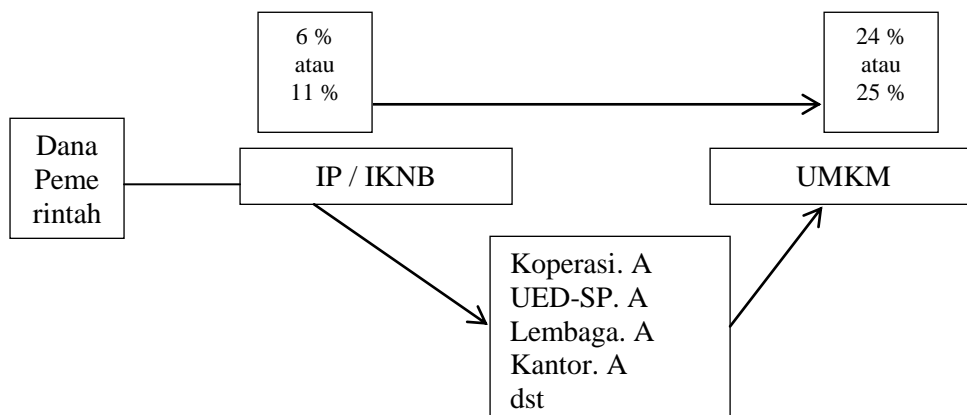 6 %
atau
11 %
24 %
atau
25 %
Dana
Peme
rintah
IP / IKNB
UMKM
Koperasi. A
UED-SP. A
Lembaga. A
Kantor. A
dst